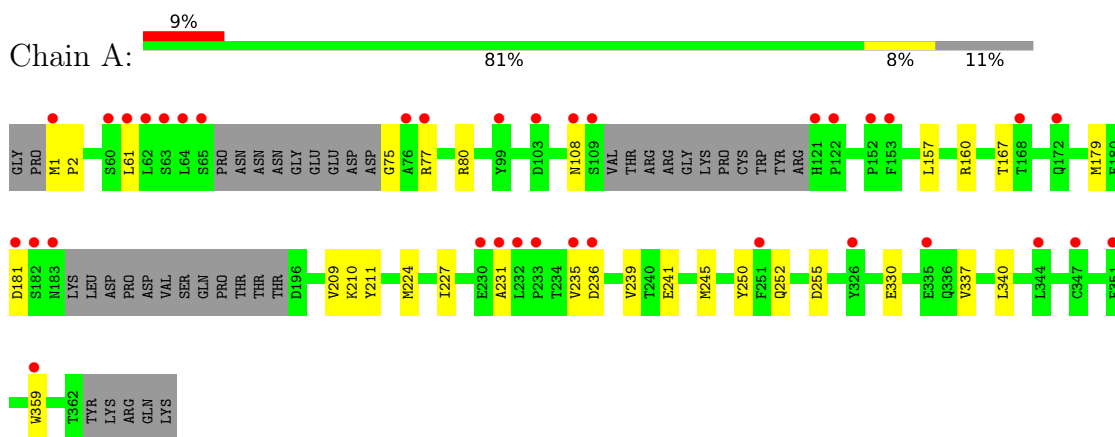 9%
Chain A:
81% 8% 11%
GLY PRO M1 P2 S60 L61 L62 S63 L64 S65 PRO ASN ASN ASN GLY GLU GLU ASP ASP G75 A76 R77 R80 Y99 D103 N108 S109 VAL THR ARG ARG GLY LYS PRO CYS TRP TYR ARG H121 P122 P152 F153 L157 R160 T167 T168 Q172 M179 E180
D181 S182 N183 LYS LEU ASP PRO ASP VAL SER GLN PRO THR THR THR D196 V209 K210 Y211 M224 I227 E230 A231 L232 P233 T234 V235 D236 V239 T240 E241 M245 Y250 F251 Q252 D255 Y326 E330 E335 Q336 V337 L340 L344 C347
W359 T362 TYR LYS ARG GLN LYS